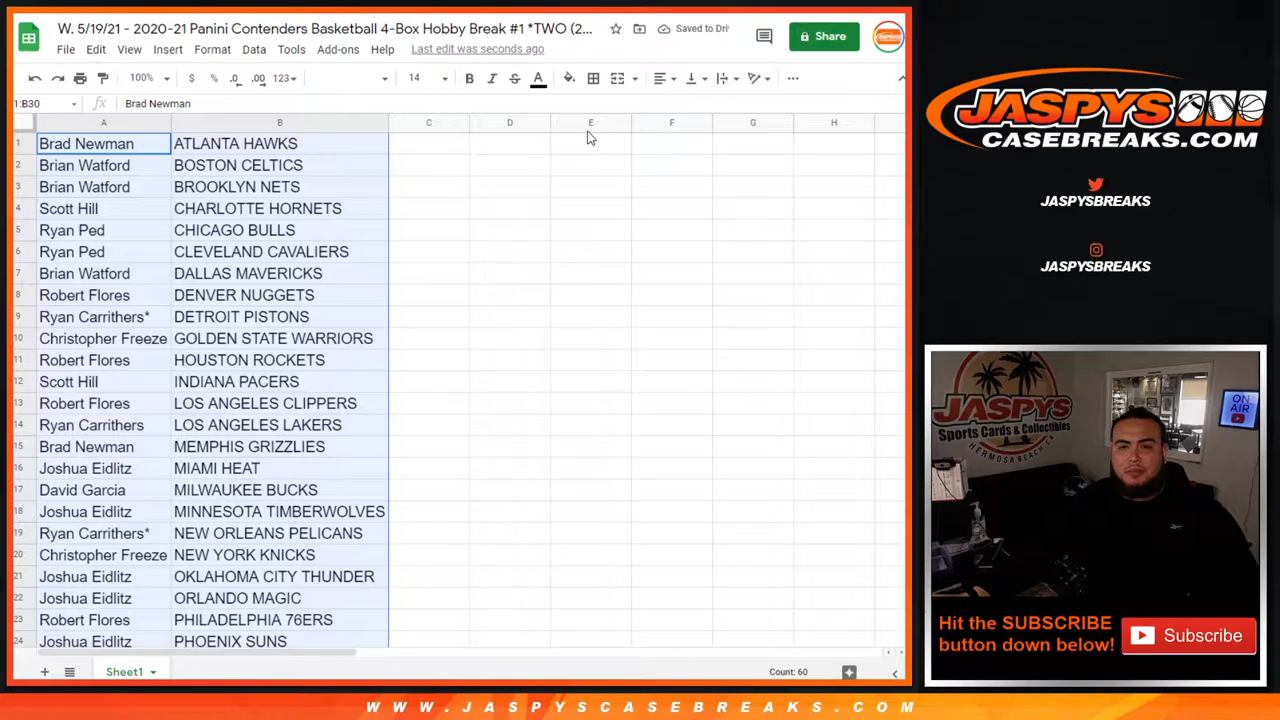 W. 5/19/21 - 2020-21 Panini Contenders Basketball 4-Box Hobby Break #1 *TWO (2... Saved to Dri
File Edit View Insert Format Data Tools Add-ons Help Last edit was seconds ago
Share
100% $ % .0 .00 123 14 B I S A
1:B30 fx Brad Newman
A B C D E F G H
1 Brad Newman ATLANTA HAWKS
2 Brian Watford BOSTON CELTICS
3 Brian Watford BROOKLYN NETS
4 Scott Hill CHARLOTTE HORNETS
5 Ryan Ped CHICAGO BULLS
6 Ryan Ped CLEVELAND CAVALIERS
7 Brian Watford DALLAS MAVERICKS
8 Robert Flores DENVER NUGGETS
9 Ryan Carrithers* DETROIT PISTONS
10 Christopher Freeze GOLDEN STATE WARRIORS
11 Robert Flores HOUSTON ROCKETS
12 Scott Hill INDIANA PACERS
13 Robert Flores LOS ANGELES CLIPPERS
14 Ryan Carrithers LOS ANGELES LAKERS
15 Brad Newman MEMPHIS GRIZZLIES
16 Joshua Eidlitz MIAMI HEAT
17 David Garcia MILWAUKEE BUCKS
18 Joshua Eidlitz MINNESOTA TIMBERWOLVES
19 Ryan Carrithers* NEW ORLEANS PELICANS
20 Christopher Freeze NEW YORK KNICKS
21 Joshua Eidlitz OKLAHOMA CITY THUNDER
22 Joshua Eidlitz ORLANDO MAGIC
23 Robert Flores PHILADELPHIA 76ERS
24 Joshua Eidlitz PHOENIX SUNS
Sheet1 Count: 60
JASPYS
CASEBREAKS.COM
JASPYSBREAKS
JASPYSBREAKS
JASPYS
Sports Cards & Collectibles
HERMOSA BEACH, CA
ON
AIR
Hit the SUBSCRIBE
button down below!
Subscribe
WWW.JASPYSCASEBREAKS.COM